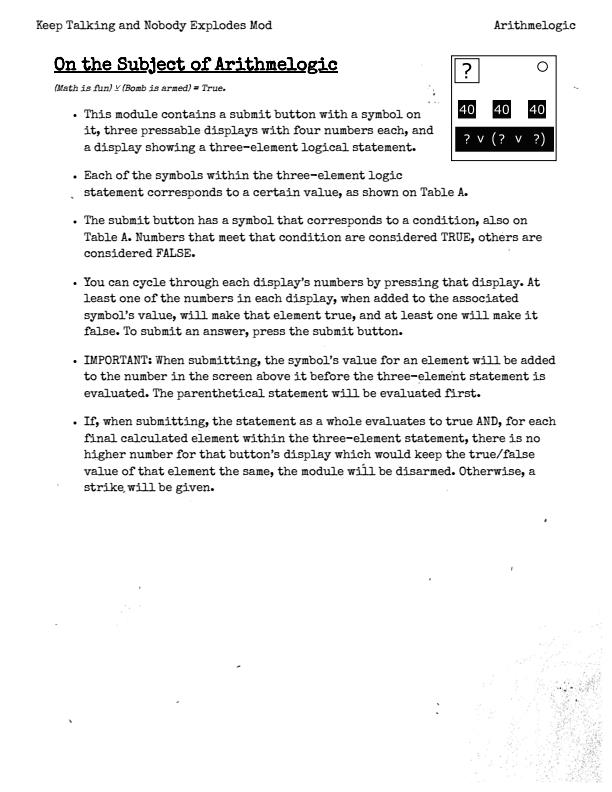 Keep Talking and Nobody Explodes Mod Arithmelogic
On the Subject of Arithmelogic
(Math is fun) ⊻ (Bomb is armed) = True.
?
40 40 40
? v (? v ?)
• This module contains a submit button with a symbol on
it, three pressable displays with four numbers each, and
a display showing a three-element logical statement.
• Each of the symbols within the three-element logic
statement corresponds to a certain value, as shown on Table A.
• The submit button has a symbol that corresponds to a condition, also on
Table A. Numbers that meet that condition are considered TRUE, others are
considered FALSE.
• You can cycle through each display's numbers by pressing that display. At
least one of the numbers in each display, when added to the associated
symbol's value, will make that element true, and at least one will make it
false. To submit an answer, press the submit button.
• IMPORTANT: When submitting, the symbol's value for an element will be added
to the number in the screen above it before the three-element statement is
evaluated. The parenthetical statement will be evaluated first.
• If, when submitting, the statement as a whole evaluates to true AND, for each
final calculated element within the three-element statement, there is no
higher number for that button's display which would keep the true/false
value of that element the same, the module will be disarmed. Otherwise, a
strike will be given.